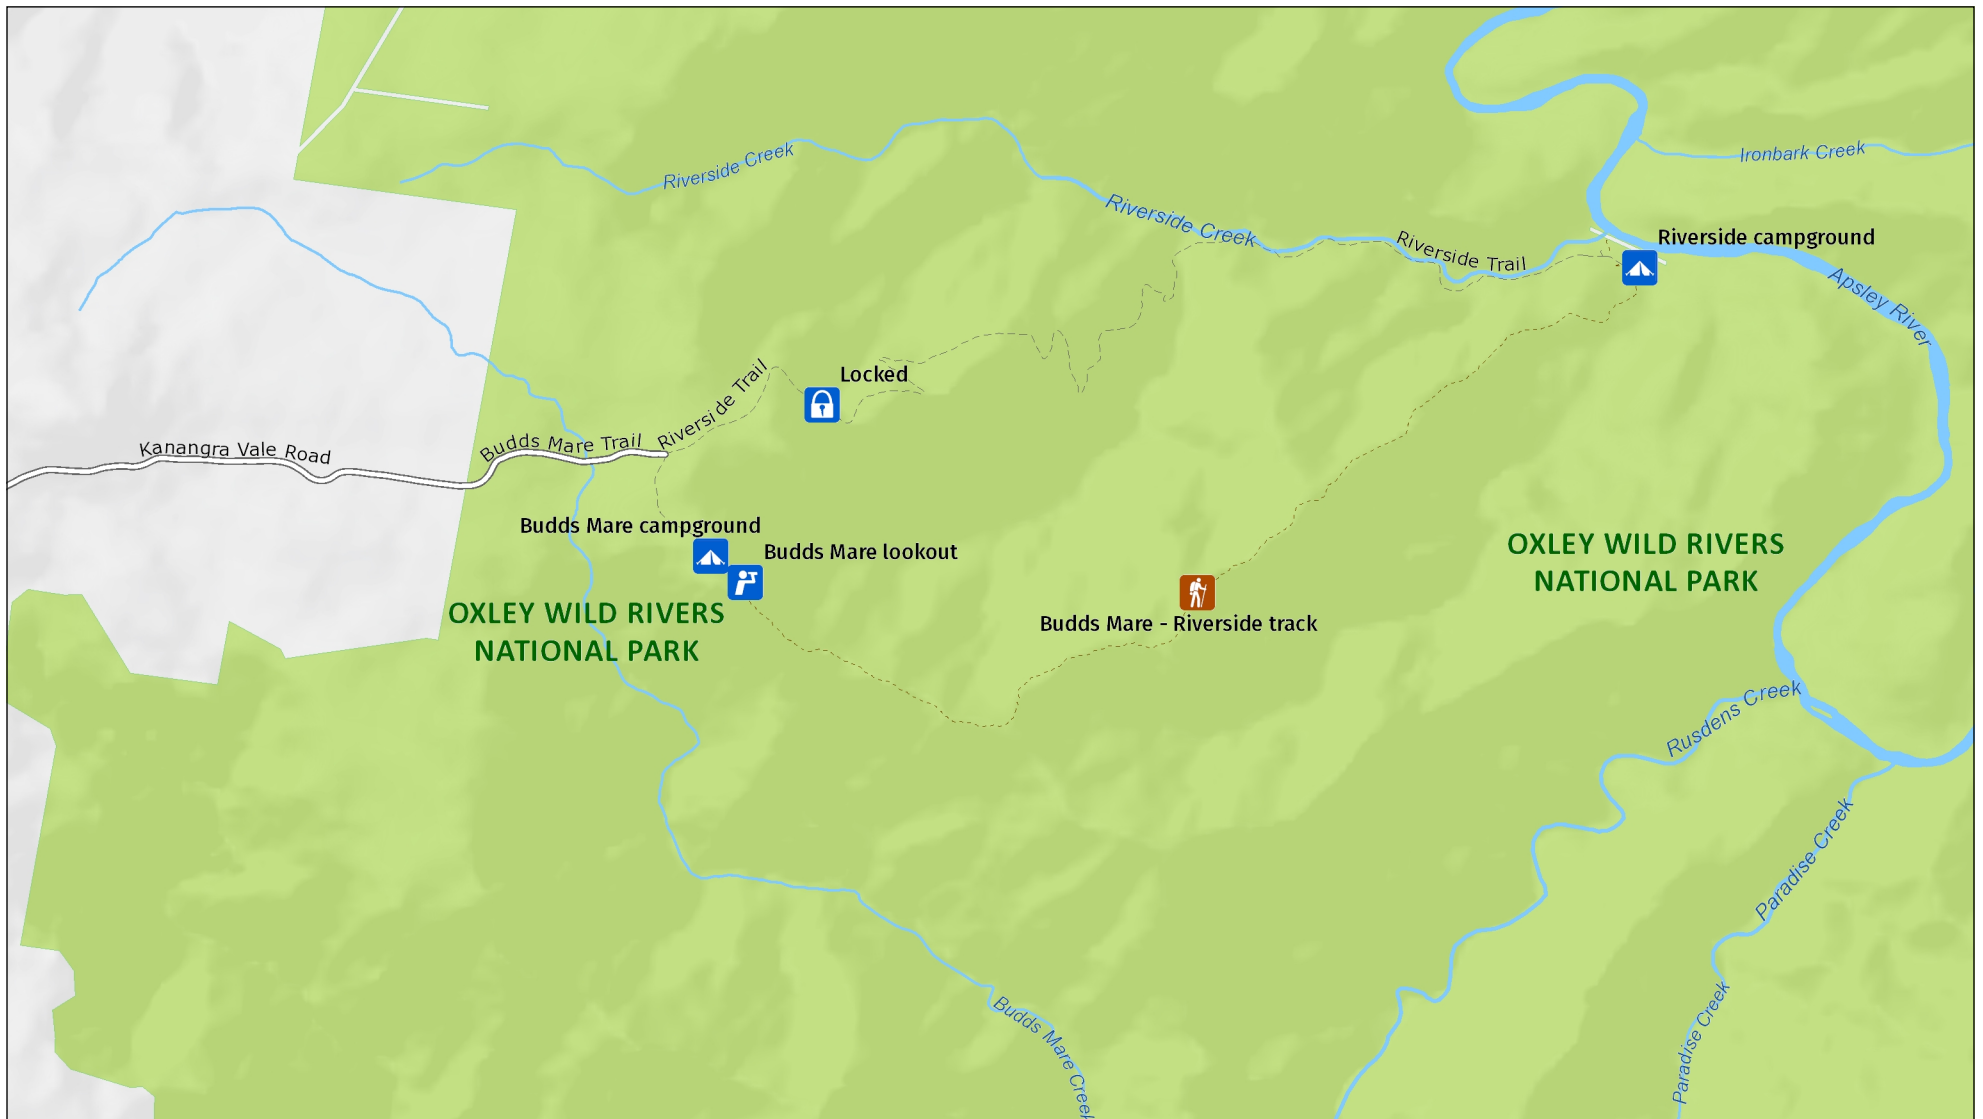 Riverside Creek
Ironbark Creek
Riverside Creek
Riverside Trail
Riverside campground
Apsley River
Locked
Riverside Trail
Budds Mare Trail
Kananga Vale Road
Budds Mare campground
Budds Mare lookout
OXLEY WILD RIVERS
NATIONAL PARK
OXLEY WILD RIVERS
NATIONAL PARK
Budds Mare - Riverside track
Rusdens Creek
Paradise Creek
Paradise Creek
Budds Mare Creek